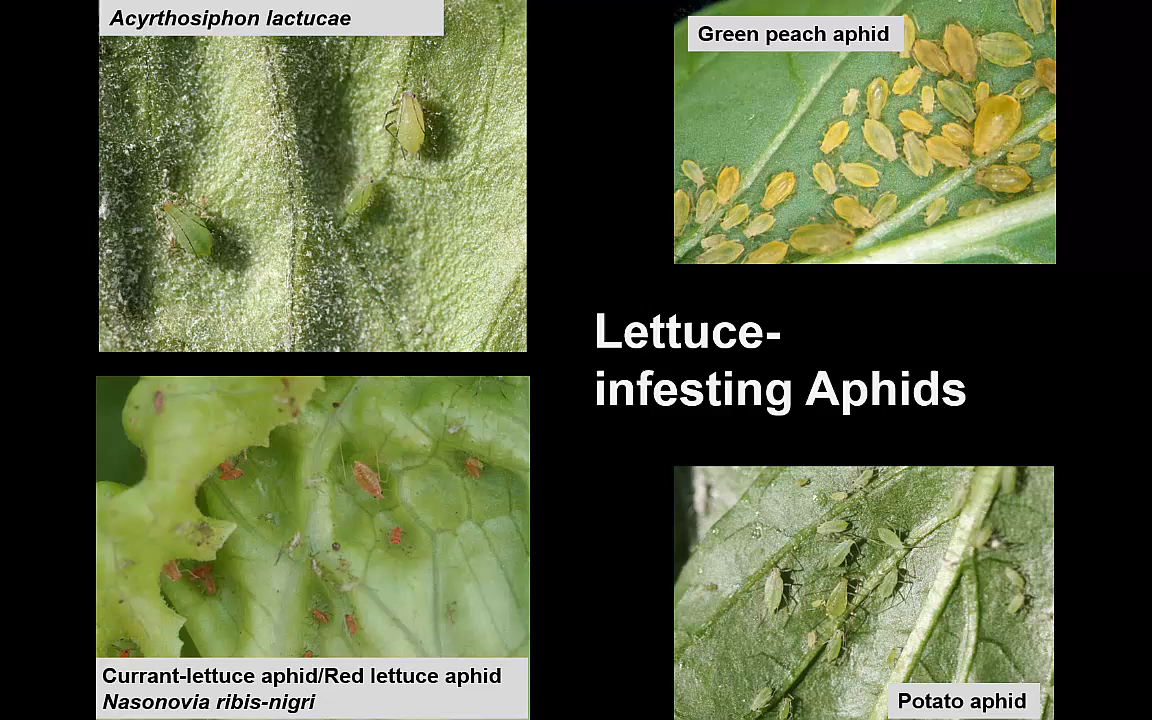 Acyrthosiphon lactucae
Green peach aphid
Lettuce-
infesting Aphids
Currant-lettuce aphid/Red lettuce aphid
Nasonovia ribis-nigri
Potato aphid